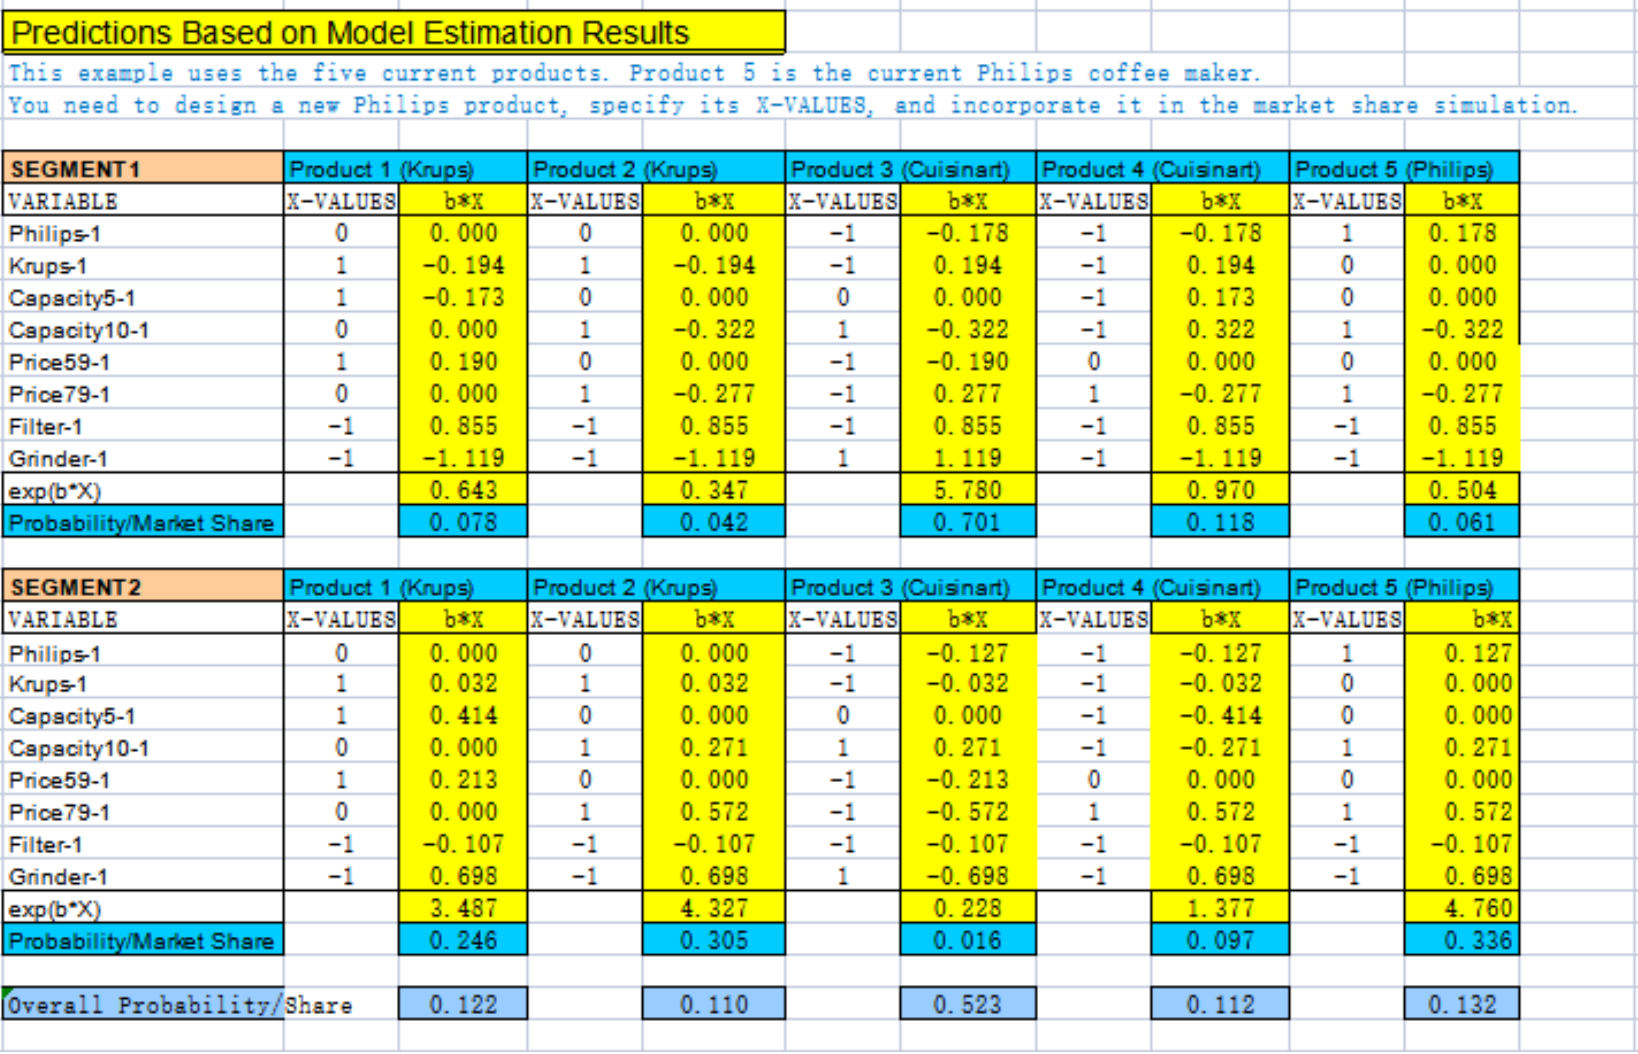 Predictions Based on Model Estimation Results
This example uses the five current products. Product 5 is the current Philips coffee maker.
You need to design a new Philips product, specify its X-VALUES, and incorporate it in the market share simulation.
SEGMENT1 Product 1 (Krups) Product 2 (Krups) Product 3 (Cuisinart) Product 4 (Cuisinart) Product 5 (Philips)
VARIABLE X-VALUES b*X X-VALUES b*X X-VALUES b*X X-VALUES b*X X-VALUES b*X
Philips-1 0 0.000 0 0.000 -1 -0.178 -1 -0.178 1 0.178
Krups-1 1 -0.194 1 -0.194 -1 0.194 -1 0.194 0 0.000
Capacity5-1 1 -0.173 0 0.000 0 0.000 -1 0.173 0 0.000
Capacity10-1 0 0.000 1 -0.322 1 -0.322 -1 0.322 1 -0.322
Price59-1 1 0.190 0 0.000 -1 -0.190 0 0.000 0 0.000
Price79-1 0 0.000 1 -0.277 -1 0.277 1 -0.277 1 -0.277
Filter-1 -1 0.855 -1 0.855 -1 0.855 -1 0.855 -1 0.855
Grinder-1 -1 -1.119 -1 -1.119 1 1.119 -1 -1.119 -1 -1.119
exp(b*X) 0.643 0.347 5.780 0.970 0.504
Probability/Market Share 0.078 0.042 0.701 0.118 0.061
SEGMENT2 Product 1 (Krups) Product 2 (Krups) Product 3 (Cuisinart) Product 4 (Cuisinart) Product 5 (Philips)
VARIABLE X-VALUES b*X X-VALUES b*X X-VALUES b*X X-VALUES b*X X-VALUES b*X
Philips-1 0 0.000 0 0.000 -1 -0.127 -1 -0.127 1 0.127
Krups-1 1 0.032 1 0.032 -1 -0.032 -1 -0.032 0 0.000
Capacity5-1 1 0.414 0 0.000 0 0.000 -1 -0.414 0 0.000
Capacity10-1 0 0.000 1 0.271 1 0.271 -1 -0.271 1 0.271
Price59-1 1 0.213 0 0.000 -1 -0.213 0 0.000 0 0.000
Price79-1 0 0.000 1 0.572 -1 -0.572 1 0.572 1 0.572
Filter-1 -1 -0.107 -1 -0.107 -1 -0.107 -1 -0.107 -1 -0.107
Grinder-1 -1 0.698 -1 0.698 1 -0.698 -1 0.698 -1 0.698
exp(b*X) 3.487 4.327 0.228 1.377 4.760
Probability/Market Share 0.246 0.305 0.016 0.097 0.336
Overall Probability/Share 0.122 0.110 0.523 0.112 0.132